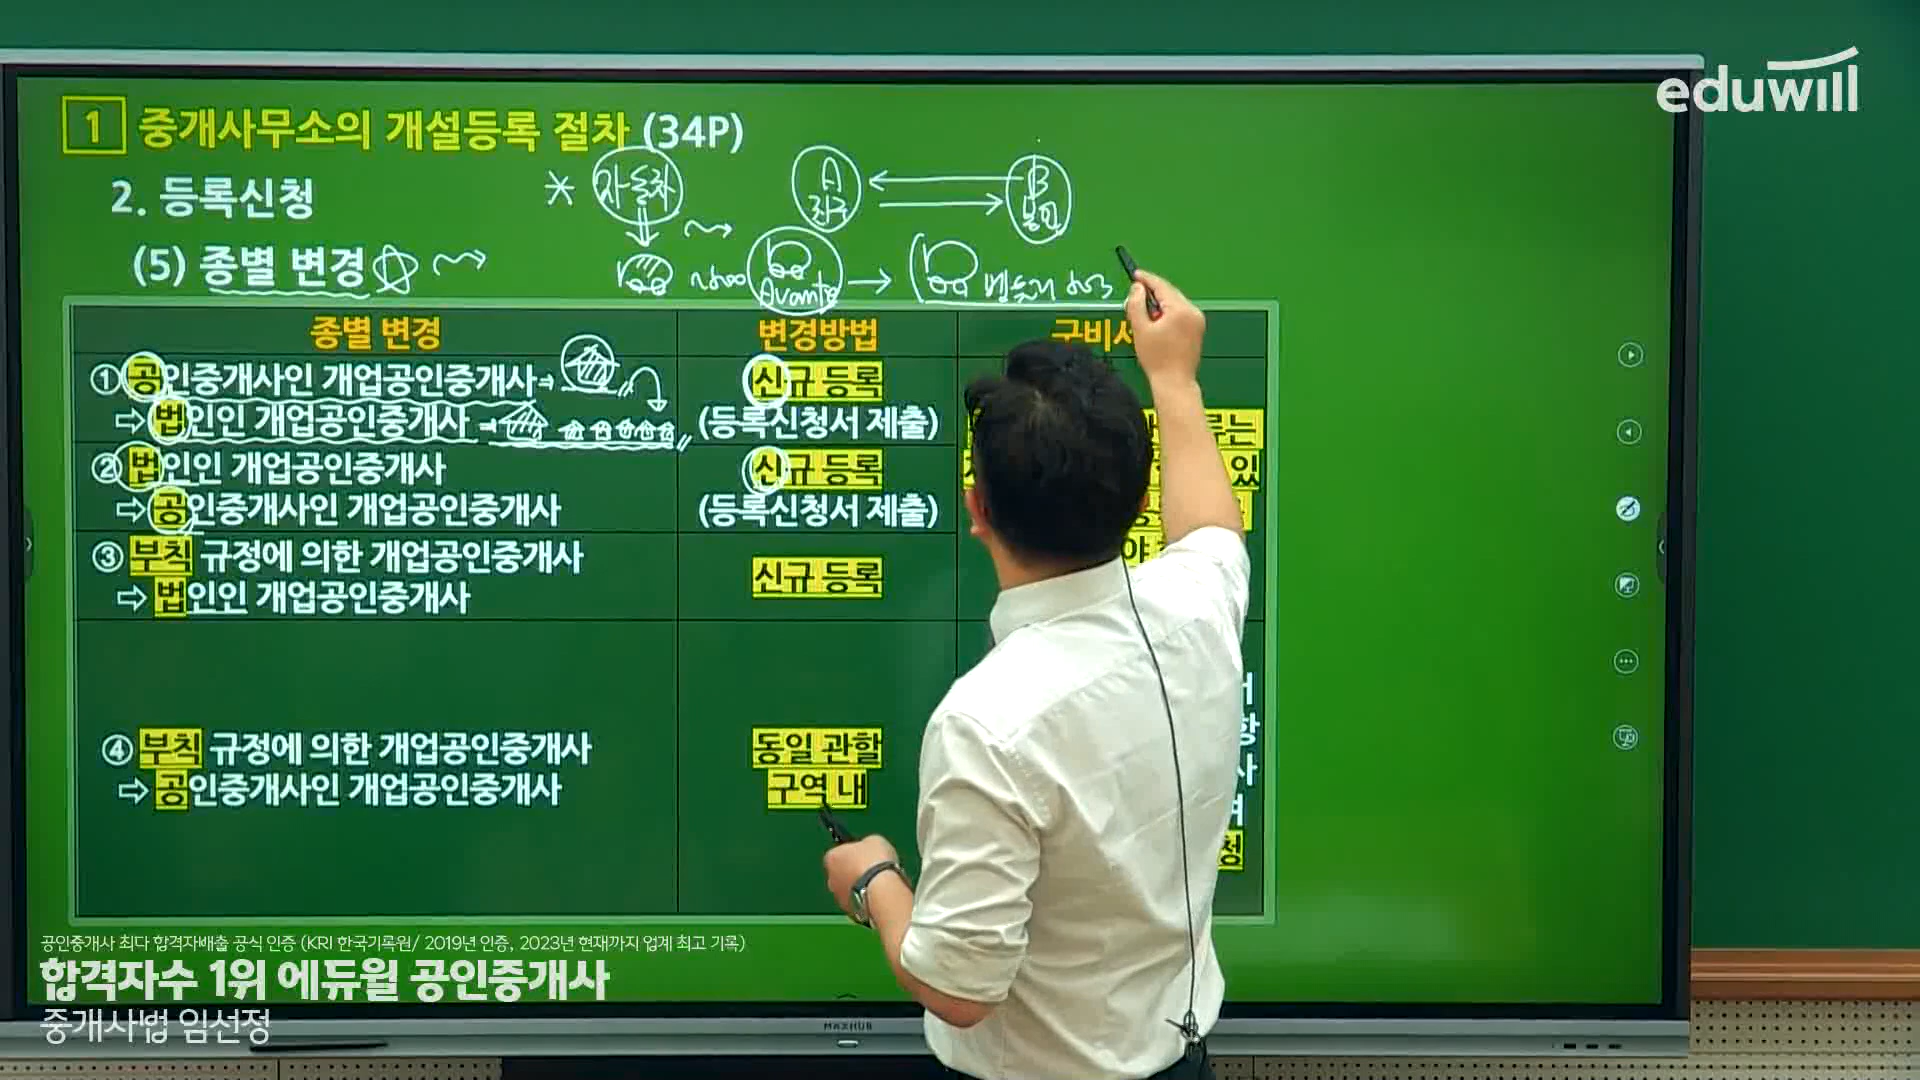 eduwill
1 중개사무소의 개설등록 절차 (34P)
2. 등록신청
(5) 종별 변경
자동차
A
B
Avante
종별 변경
변경방법
구비서
① 공인중개사인 개업공인중개사
⇨ 법인인 개업공인중개사
신규 등록
(등록신청서 제출)
② 법인인 개업공인중개사
⇨ 공인중개사인 개업공인중개사
신규 등록
(등록신청서 제출)
있
야
③ 부칙 규정에 의한 개업공인중개사
⇨ 법인인 개업공인중개사
신규 등록
④ 부칙 규정에 의한 개업공인중개사
⇨ 공인중개사인 개업공인중개사
동일 관할
구역 내
공인중개사 최다 합격자배출 공식 인증 (KRI 한국기록원/ 2019년 인증, 2023년 현재까지 업계 최고 기록)
합격자수 1위 에듀윌 공인중개사
중개사법 임선정
MAXHUB